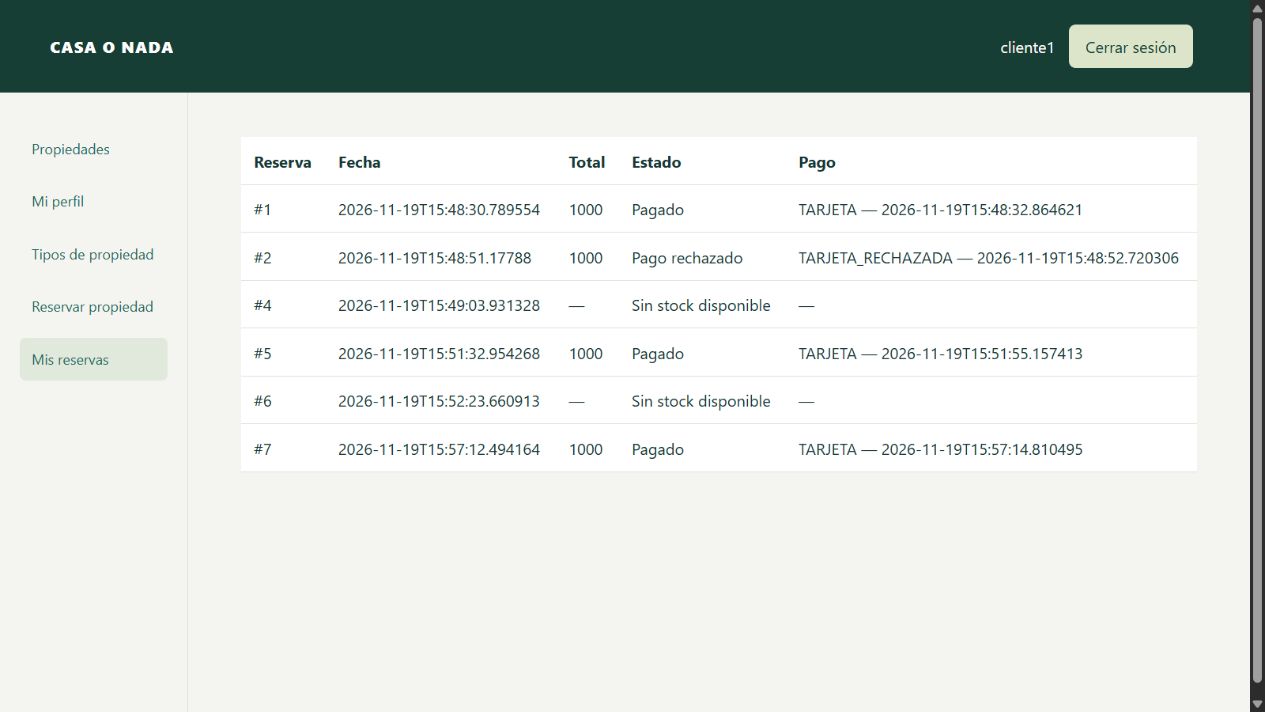 CASA O NADA
cliente1 Cerrar sesión
Propiedades
Mi perfil
Tipos de propiedad
Reservar propiedad
Mis reservas
Reserva Fecha Total Estado Pago
#1 2026-11-19T15:48:30.789554 1000 Pagado TARJETA — 2026-11-19T15:48:32.864621
#2 2026-11-19T15:48:51.17788 1000 Pago rechazado TARJETA_RECHAZADA — 2026-11-19T15:48:52.720306
#4 2026-11-19T15:49:03.931328 — Sin stock disponible —
#5 2026-11-19T15:51:32.954268 1000 Pagado TARJETA — 2026-11-19T15:51:55.157413
#6 2026-11-19T15:52:23.660913 — Sin stock disponible —
#7 2026-11-19T15:57:12.494164 1000 Pagado TARJETA — 2026-11-19T15:57:14.810495